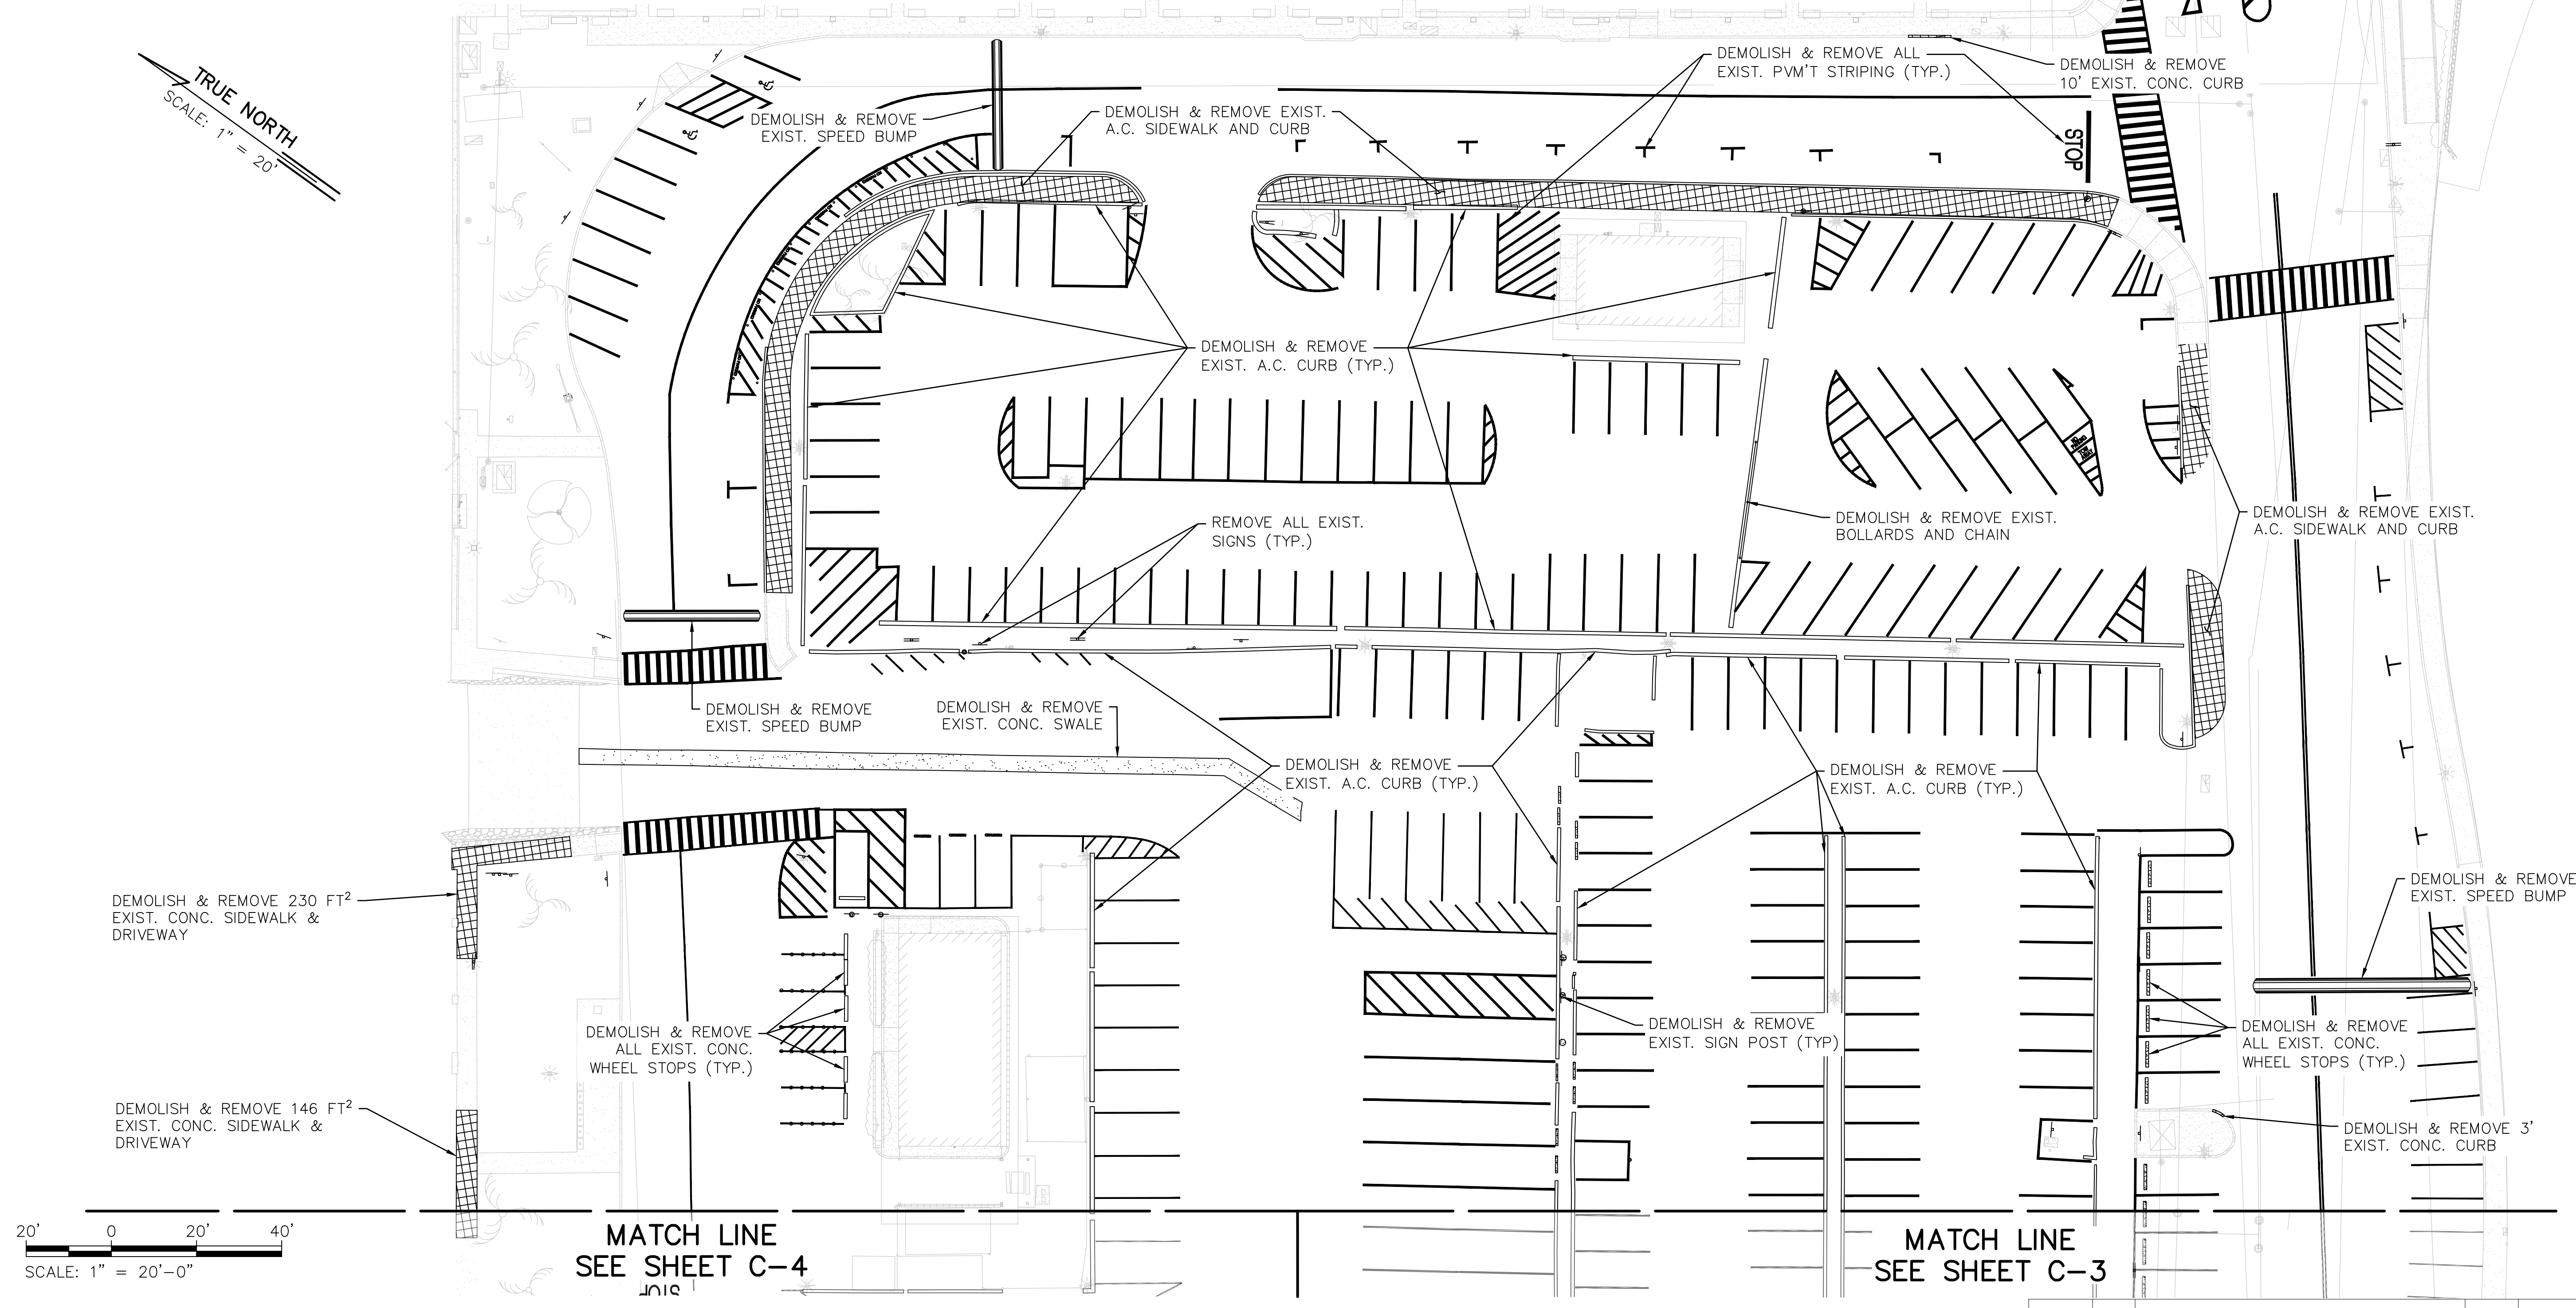 TRUE NORTH
SCALE: 1" = 20'
DEMOLISH & REMOVE
EXIST. SPEED BUMP
DEMOLISH & REMOVE EXIST.
A.C. SIDEWALK AND CURB
DEMOLISH & REMOVE ALL
EXIST. PVM'T STRIPING (TYP.)
DEMOLISH & REMOVE
10' EXIST. CONC. CURB
STOP
DEMOLISH & REMOVE
EXIST. A.C. CURB (TYP.)
NO
PARKING
TOW
AWAY
REMOVE ALL EXIST.
SIGNS (TYP.)
DEMOLISH & REMOVE EXIST.
BOLLARDS AND CHAIN
DEMOLISH & REMOVE EXIST.
A.C. SIDEWALK AND CURB
DEMOLISH & REMOVE
EXIST. SPEED BUMP
DEMOLISH & REMOVE
EXIST. CONC. SWALE
DEMOLISH & REMOVE
EXIST. A.C. CURB (TYP.)
DEMOLISH & REMOVE
EXIST. A.C. CURB (TYP.)
DEMOLISH & REMOVE 230 FT²
EXIST. CONC. SIDEWALK &
DRIVEWAY
DEMOLISH & REMOVE
EXIST. SPEED BUMP
DEMOLISH & REMOVE
ALL EXIST. CONC.
WHEEL STOPS (TYP.)
DEMOLISH & REMOVE
EXIST. SIGN POST (TYP)
DEMOLISH & REMOVE
ALL EXIST. CONC.
WHEEL STOPS (TYP.)
DEMOLISH & REMOVE 146 FT²
EXIST. CONC. SIDEWALK &
DRIVEWAY
DEMOLISH & REMOVE 3'
EXIST. CONC. CURB
20' 0 20' 40'
SCALE: 1" = 20'-0"
MATCH LINE
SEE SHEET C-4
MATCH LINE
SEE SHEET C-3